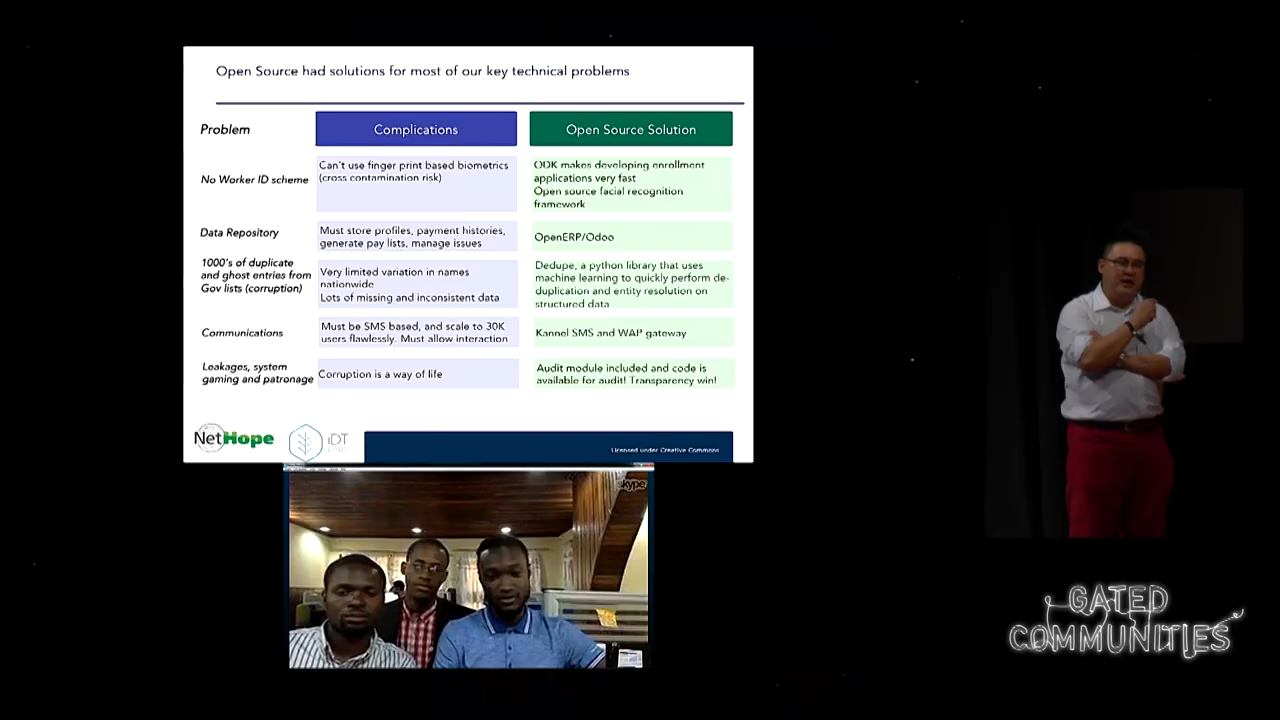 Open Source had solutions for most of our key technical problems
Problem
Complications
Open Source Solution
No Worker ID scheme
Can't use finger print based biometrics
(cross contamination risk)
ODK makes developing enrollment
applications very fast
Open source facial recognition
framework
Data Repository
Must store profiles, payment histories,
generate pay lists, manage issues
OpenERP/Odoo
1000's of duplicate
and ghost entries from
Gov lists (corruption)
Very limited variation in names
nationwide
Lots of missing and inconsistent data
Dedupe, a python library that uses
machine learning to quickly perform de-
duplication and entity resolution on
structured data
Communications
Must be SMS based, and scale to 30K
users flawlessly. Must allow interaction
Kannel SMS and WAP gateway
Leakages, system
gaming and patronage
Corruption is a way of life
Audit module included and code is
available for audit! Transparency win!
NetHope
iDT
LABS
Licensed under Creative Commons
skype
GATED
COMMUNITIES